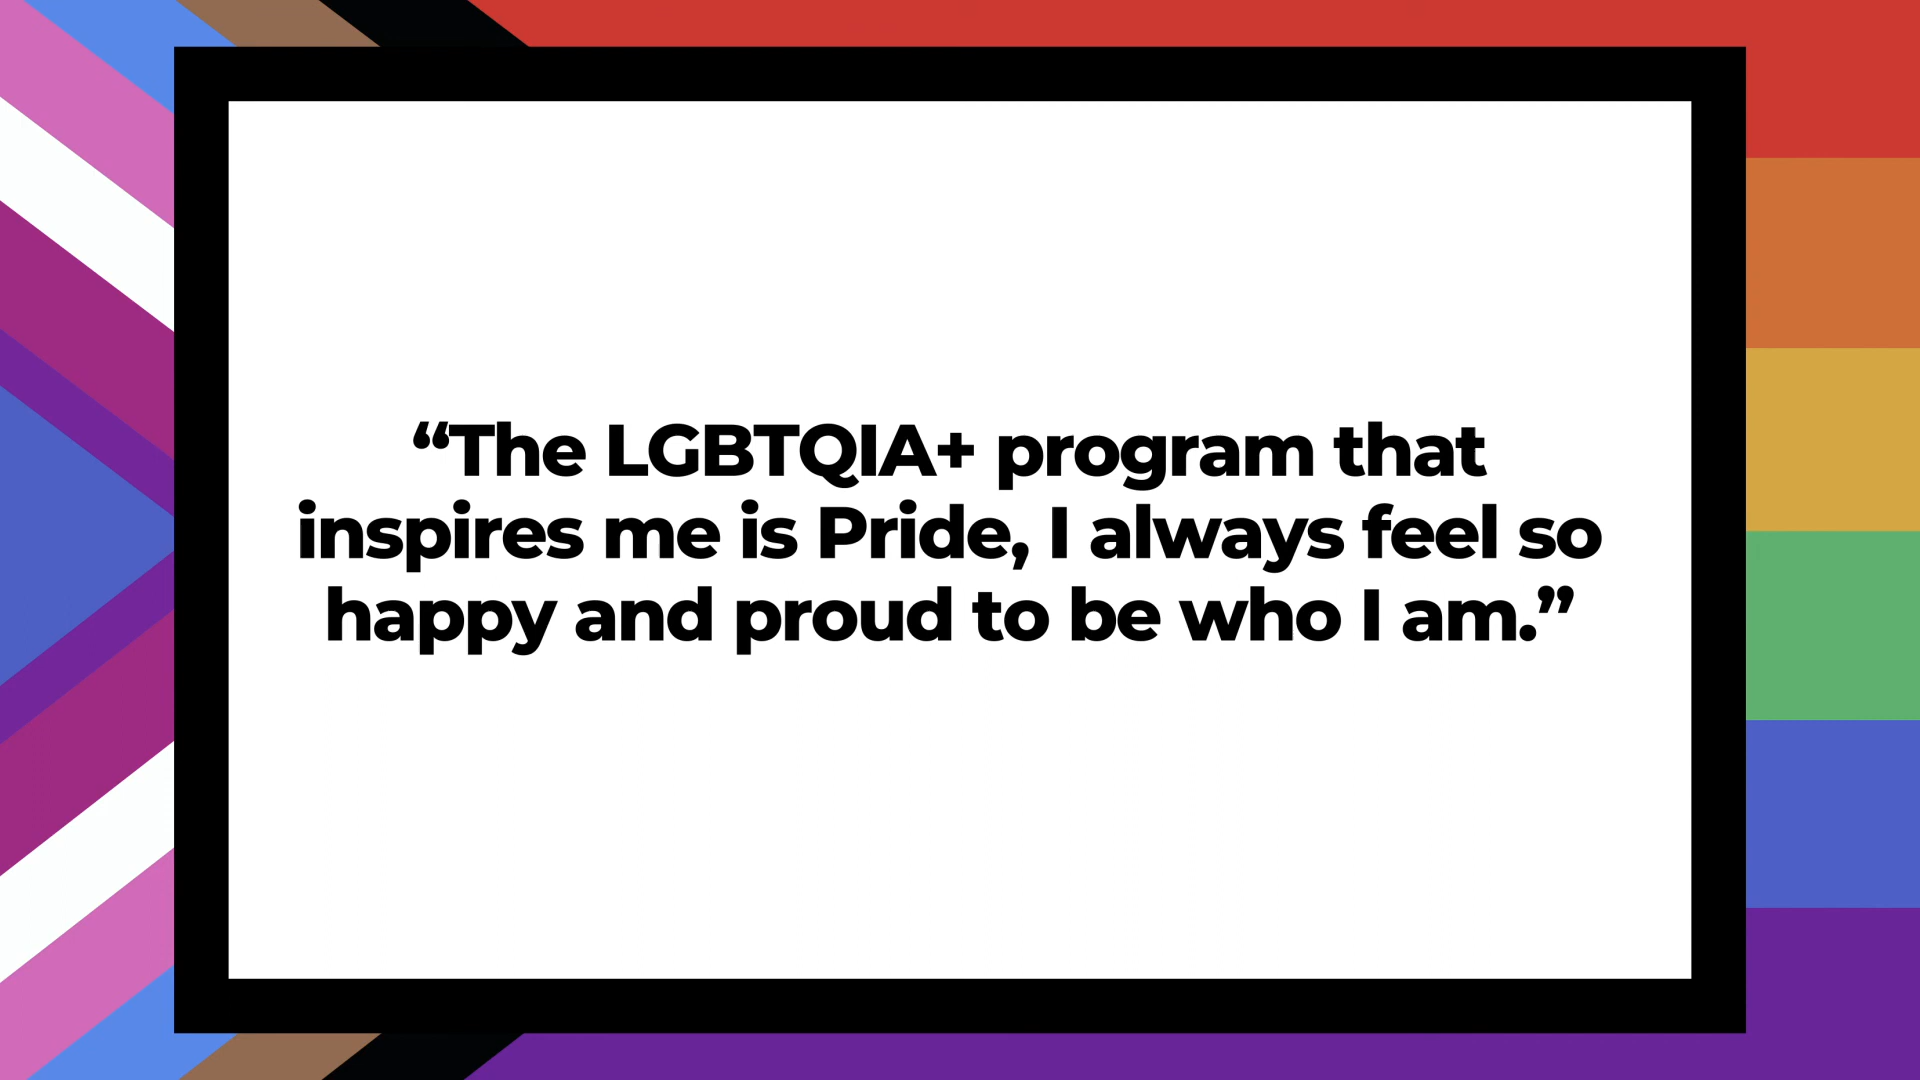 “The LGBTQIA+ program that
inspires me is Pride, I always feel so
happy and proud to be who I am.”